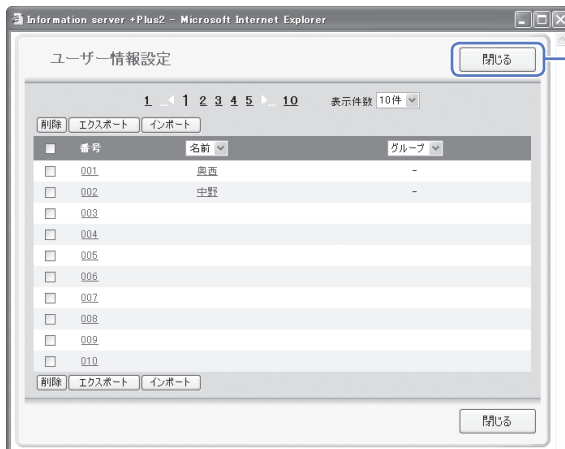 Information server +Plus2 - Microsoft Internet Explorer
ユーザー情報設定 閉じる
1 ... 1 2 3 4 5 ... 10 表示件数 10件
削除 エクスポート インポート
番号 名前 グループ
001 奥西 -
002 中野 -
003
004
005
006
007
008
009
010
削除 エクスポート インポート
閉じる